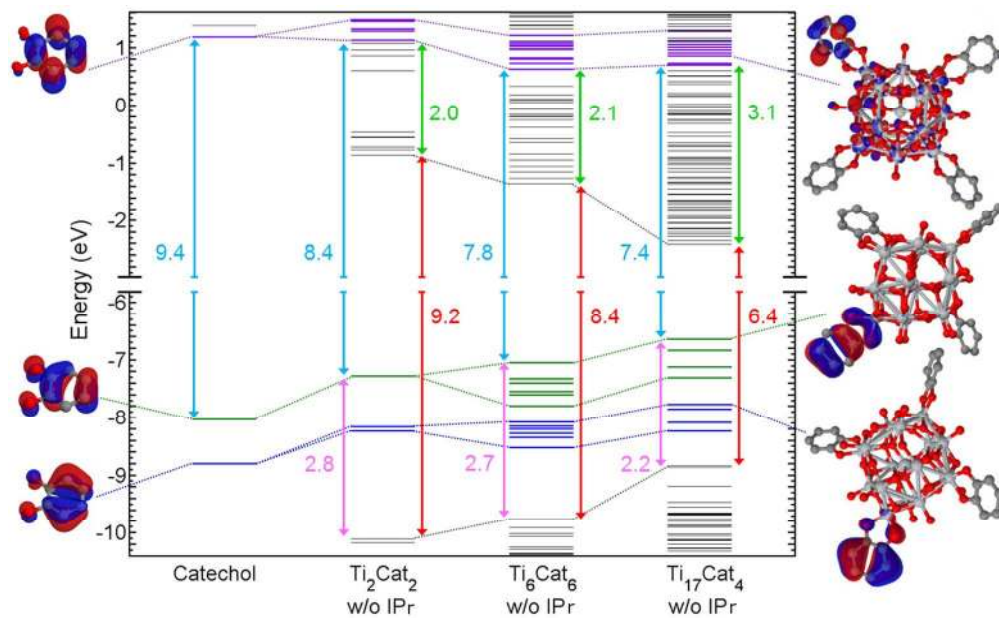 Energy (eV)
1
0
-1
-2
-6
-7
-8
-9
-10
9.4
8.4
7.8
7.4
2.0
2.1
3.1
9.2
8.4
6.4
2.8
2.7
2.2
Catechol
Ti₂Cat₂
w/o IPr
Ti₆Cat₆
w/o IPr
Ti₁₇Cat₄
w/o IPr